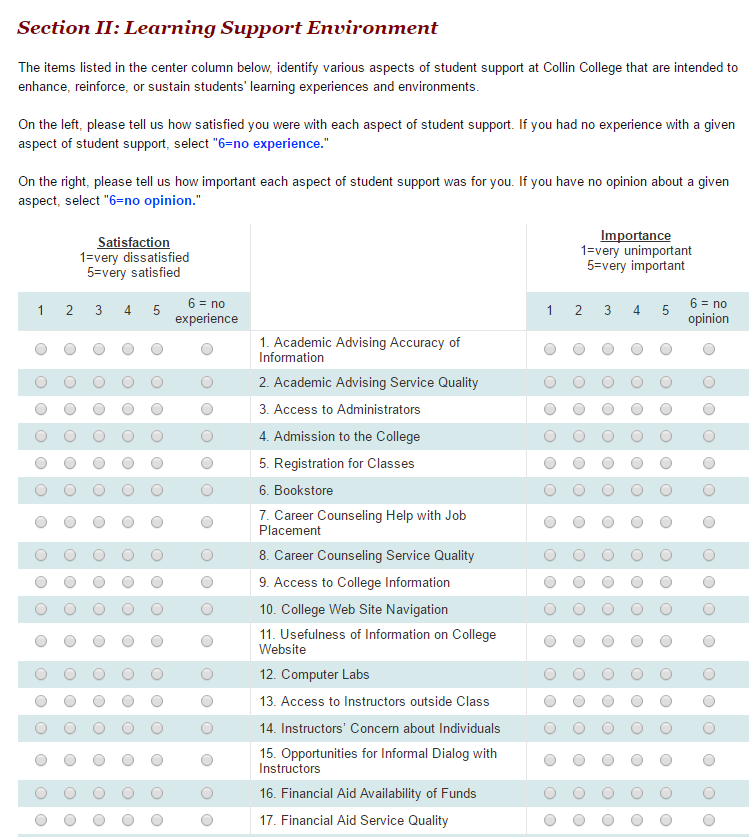 Section II: Learning Support Environment
The items listed in the center column below, identify various aspects of student support at Collin College that are intended to
enhance, reinforce, or sustain students' learning experiences and environments.
On the left, please tell us how satisfied you were with each aspect of student support. If you had no experience with a given
aspect of student support, select "6=no experience."
On the right, please tell us how important each aspect of student support was for you. If you have no opinion about a given
aspect, select "6=no opinion."
Satisfaction
1=very dissatisfied
5=very satisfied
Importance
1=very unimportant
5=very important
1 2 3 4 5 6 = no experience
1 2 3 4 5 6 = no opinion
1. Academic Advising Accuracy of
Information
2. Academic Advising Service Quality
3. Access to Administrators
4. Admission to the College
5. Registration for Classes
6. Bookstore
7. Career Counseling Help with Job
Placement
8. Career Counseling Service Quality
9. Access to College Information
10. College Web Site Navigation
11. Usefulness of Information on College
Website
12. Computer Labs
13. Access to Instructors outside Class
14. Instructors' Concern about Individuals
15. Opportunities for Informal Dialog with
Instructors
16. Financial Aid Availability of Funds
17. Financial Aid Service Quality